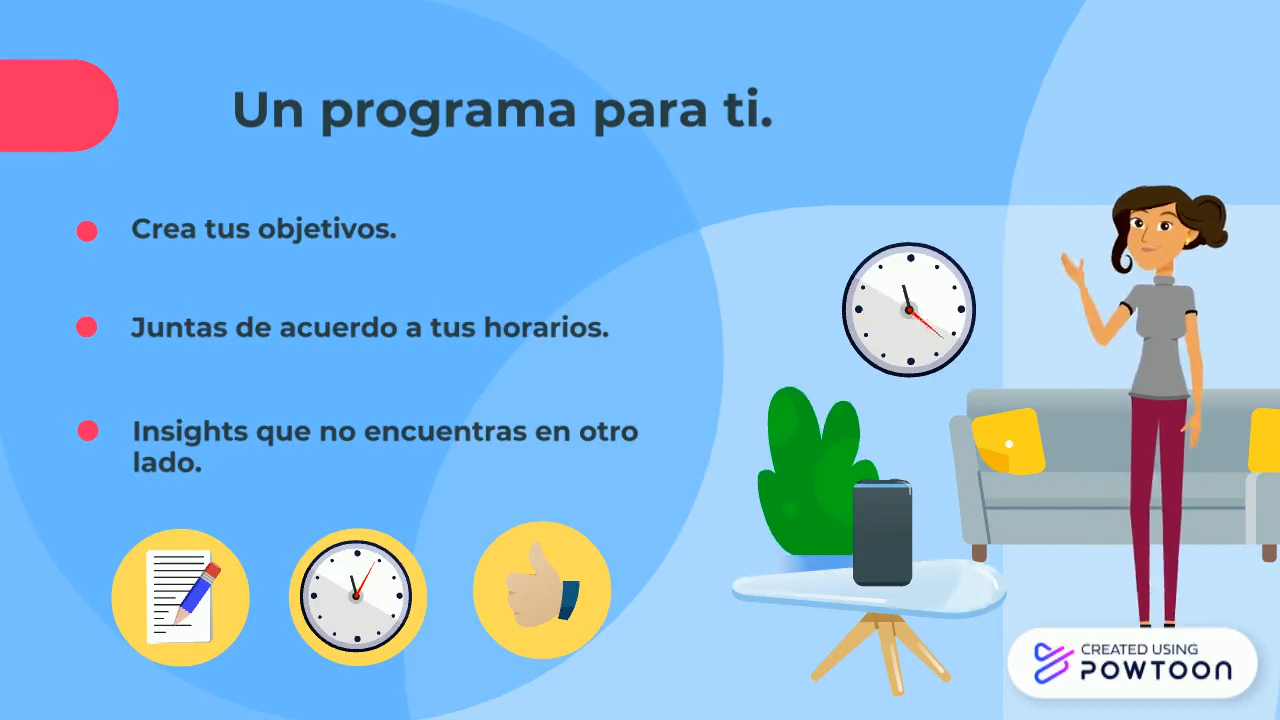 Un programa para ti.
Crea tus objetivos.
Juntas de acuerdo a tus horarios.
Insights que no encuentras en otro
lado.
CREATED USING
POWTOON